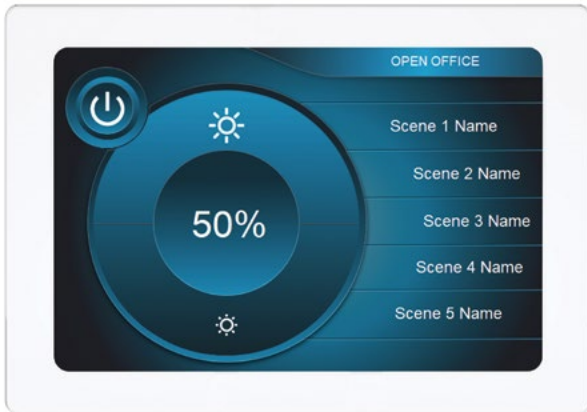 OPEN OFFICE
Scene 1 Name
Scene 2 Name
50%
Scene 3 Name
Scene 4 Name
Scene 5 Name